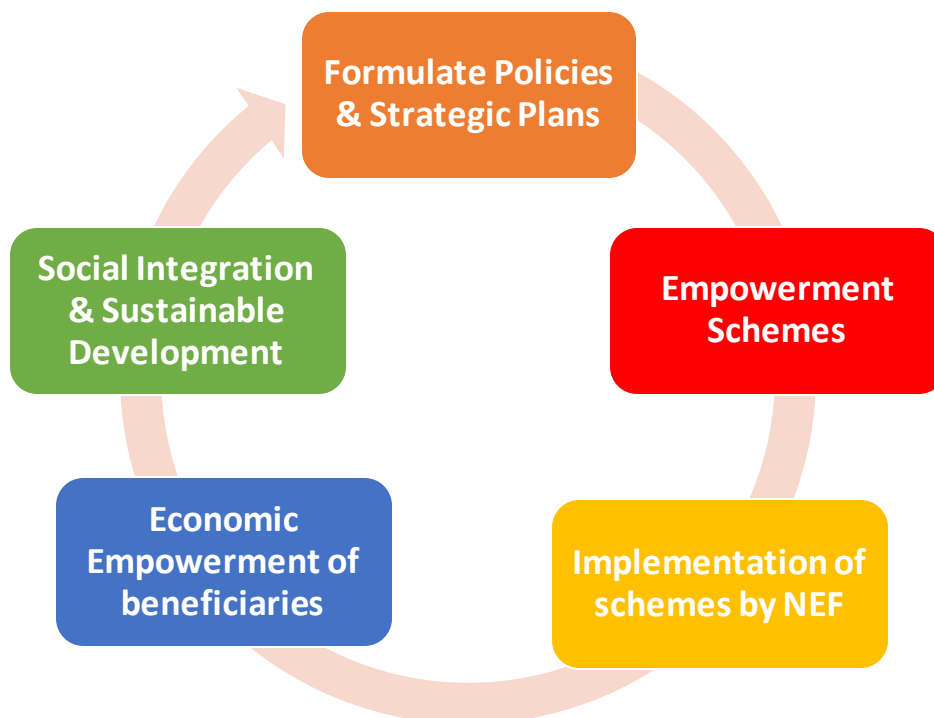 Formulate Policies
& Strategic Plans
Empowerment
Schemes
Implementation of
schemes by NEF
Economic
Empowerment of
beneficiaries
Social Integration
& Sustainable
Development